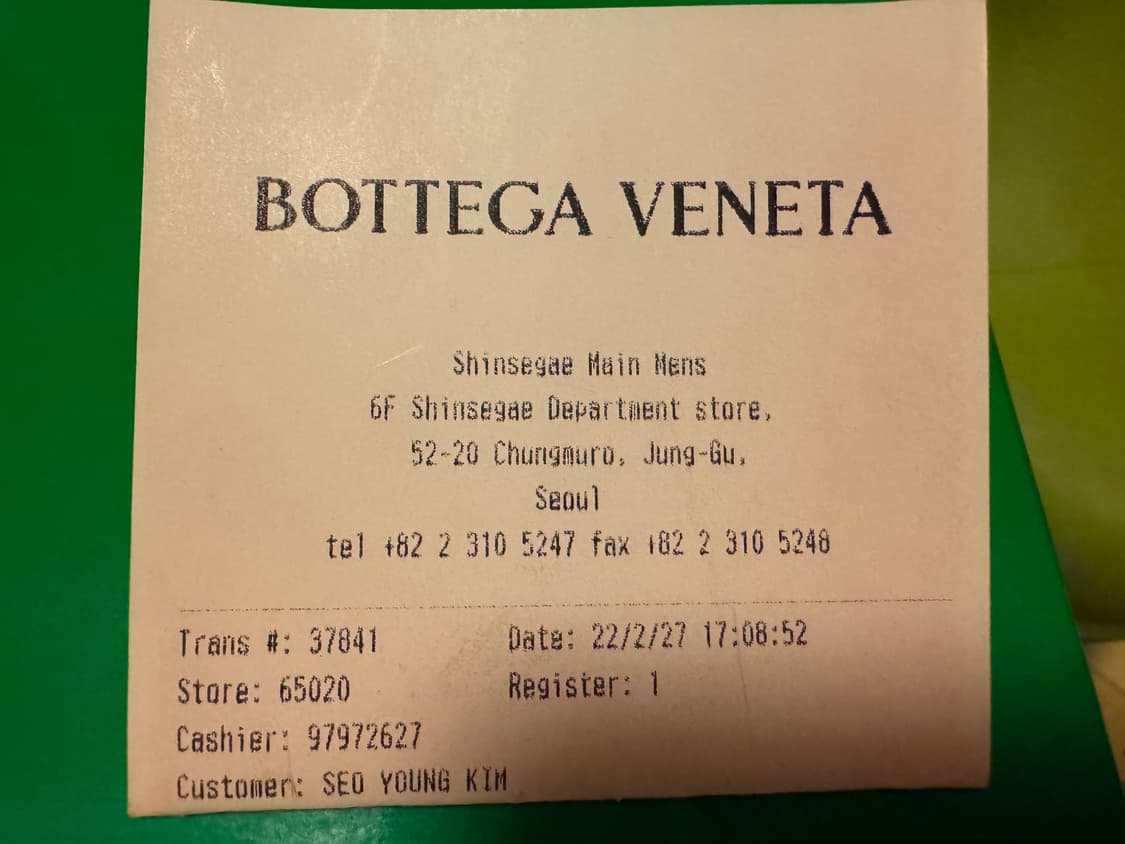 BOTTEGA VENETA
Shinsegae Main Mens
6F Shinsegae Department store,
52-20 Chungmuro, Jung-Gu,
Seoul
tel +82 2 310 5247 fax +82 2 310 5248
Trans #: 37841 Date: 22/2/27 17:08:52
Store: 65020 Register: 1
Cashier: 97972627
Customer: SEO YOUNG KIM